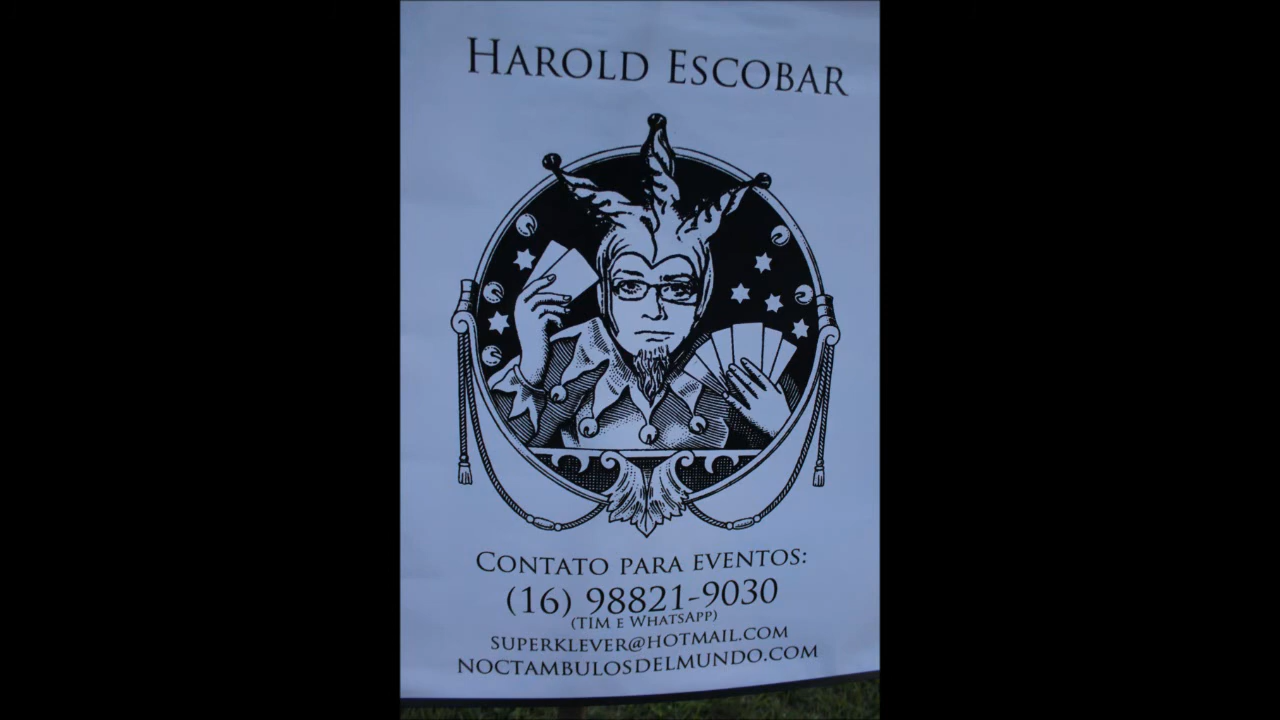 HAROLD ESCOBAR
CONTATO PARA EVENTOS:
(16) 98821-9030
(TIM E WHATSAPP)
SUPERKLEVER@HOTMAIL.COM
NOCTAMBULOSDELMUNDO.COM